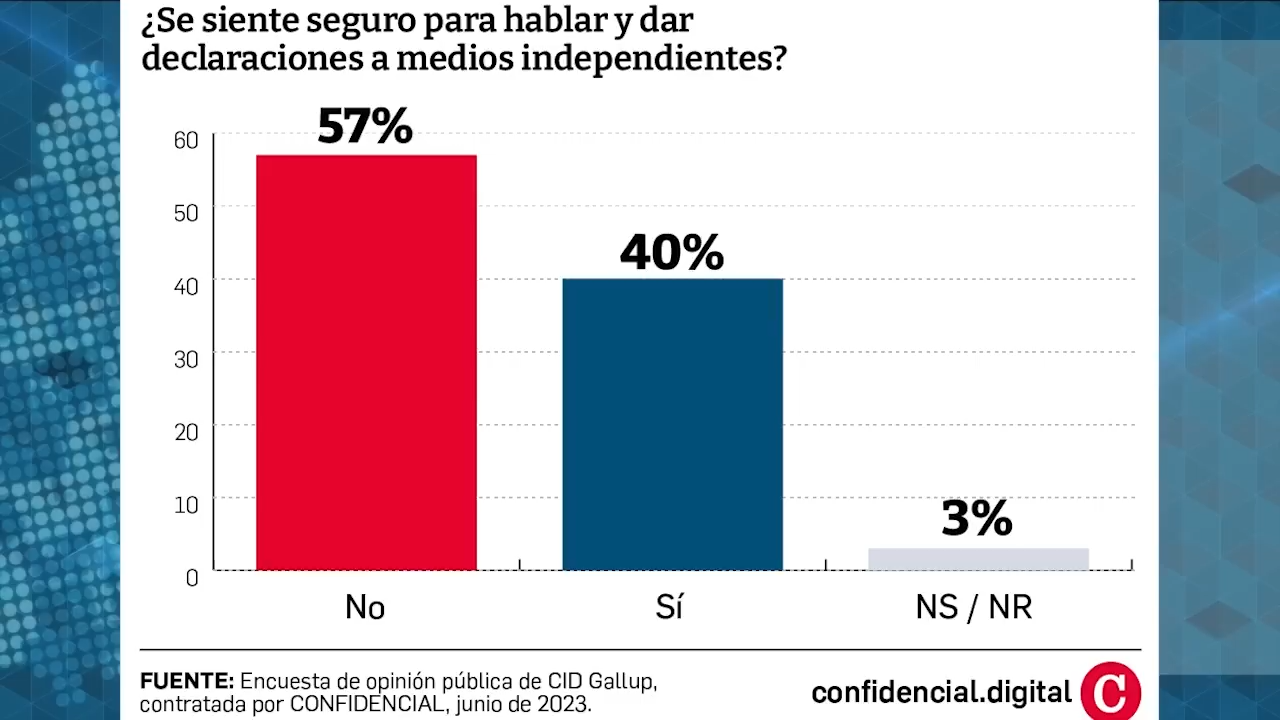 ¿Se siente seguro para hablar y dar
declaraciones a medios independientes?
57%
40%
3%
60
50
40
30
20
10
0
No
Sí
NS / NR
FUENTE: Encuesta de opinión pública de CID Gallup,
contratada por CONFIDENCIAL, junio de 2023.
confidencial.digital C